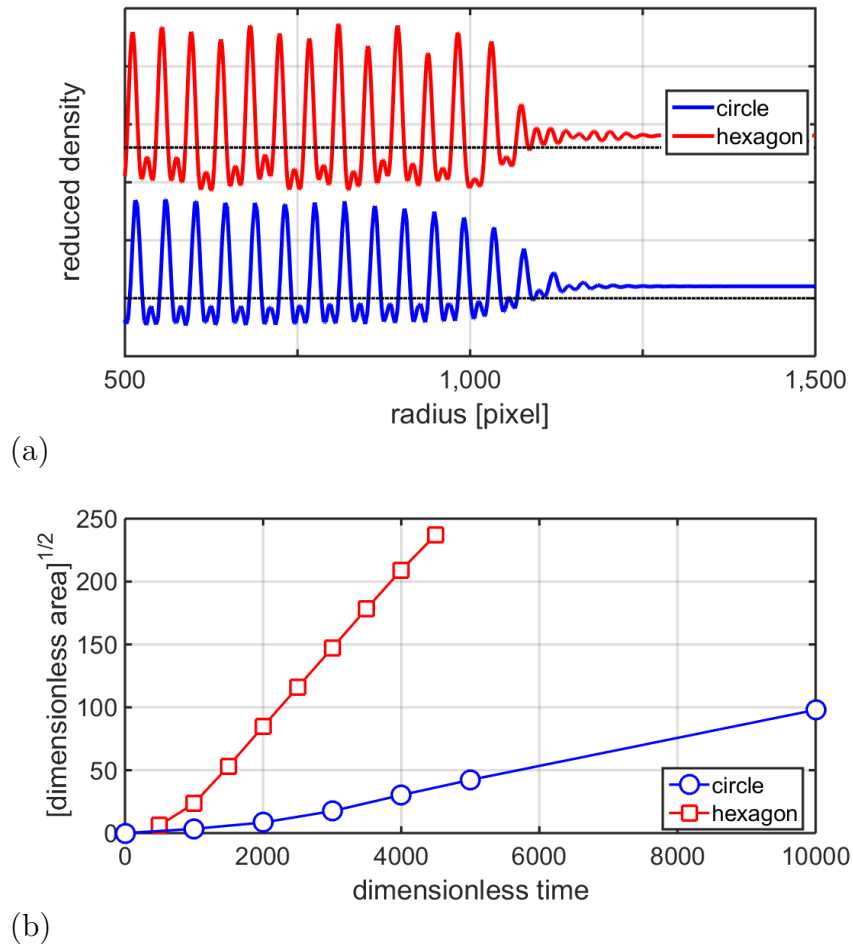 reduced density
circle
hexagon
500
1,000
1,500
radius [pixel]
(a)
[dimensionless area]^{1/2}
250
200
150
100
50
0
circle
hexagon
0
2000
4000
6000
8000
10000
dimensionless time
(b)